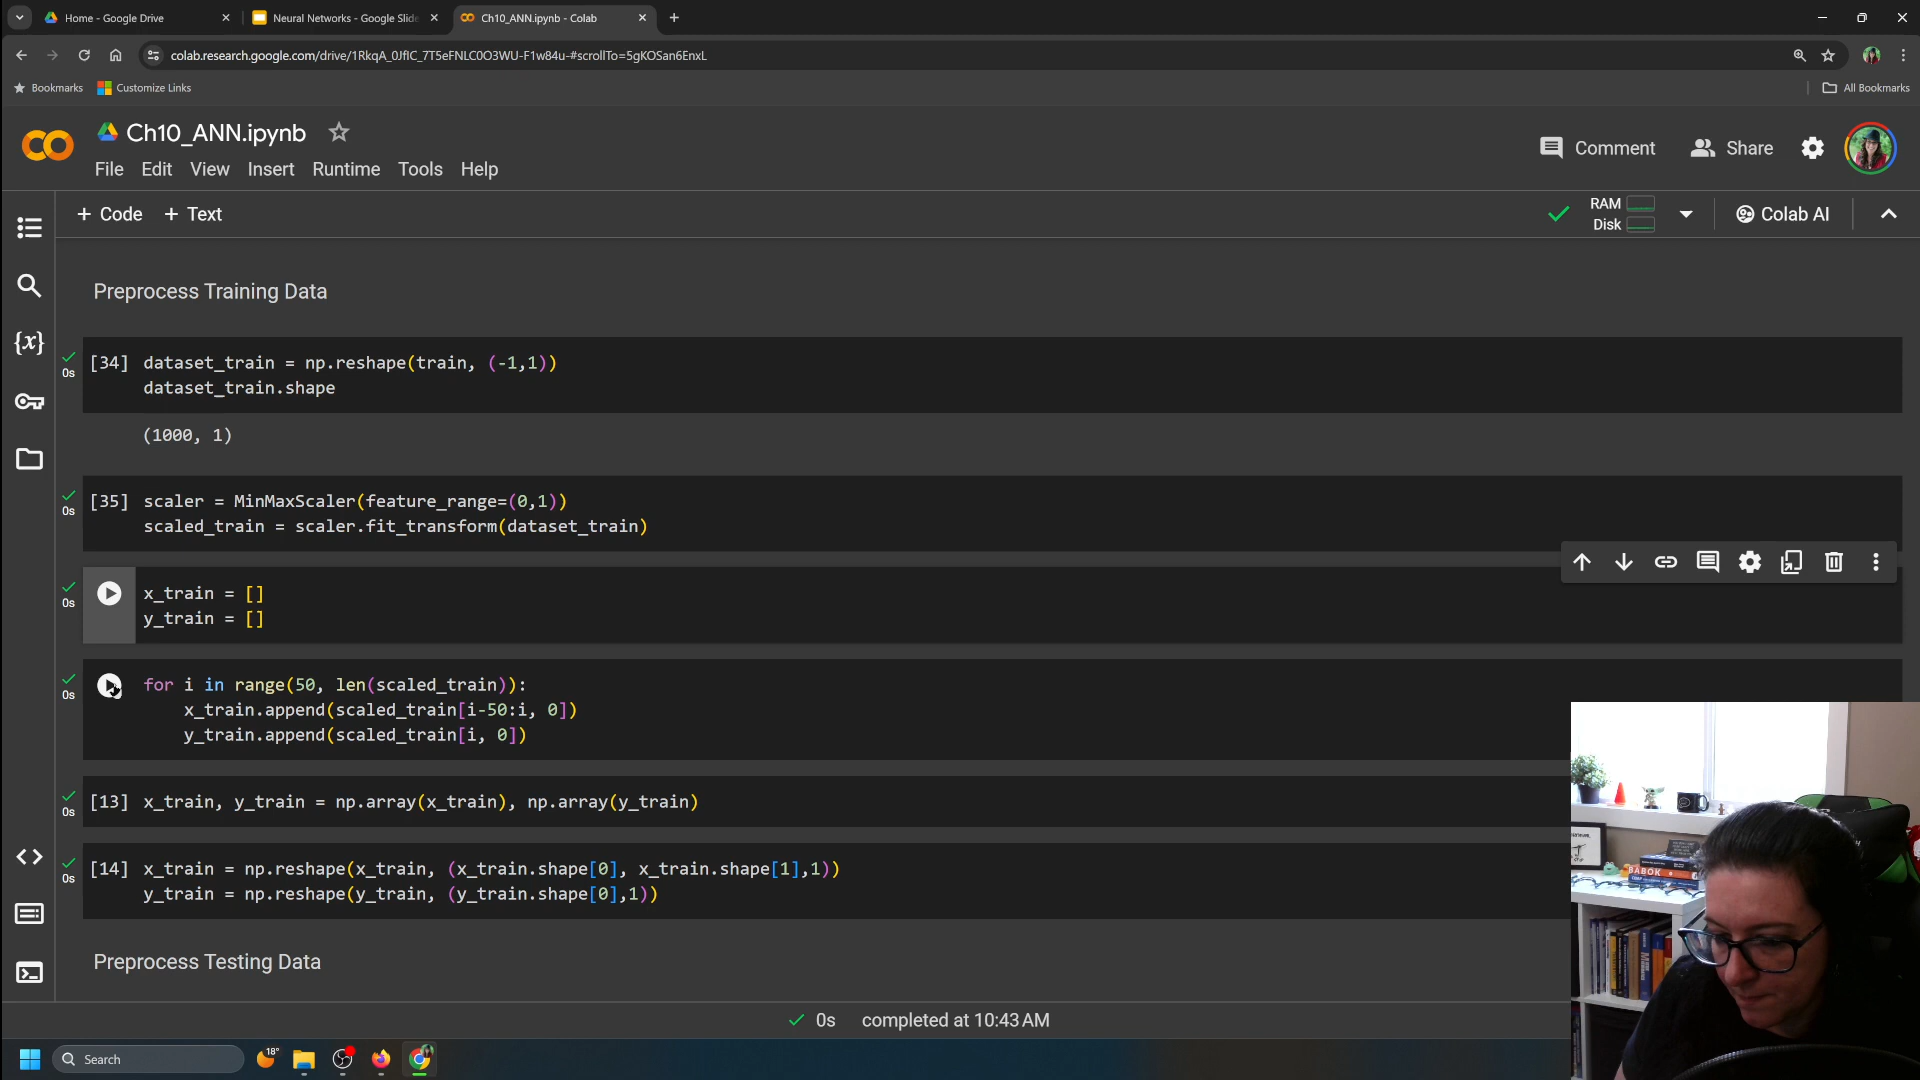 Home - Google Drive
Neural Networks - Google Slide
Ch10_ANN.ipynb - Colab
colab.research.google.com/drive/1RkqA_0JfIC_7T5eFNLC0O3WU-F1w84u-#scrollTo=5gKOSan6EnxL
Bookmarks
Customize Links
All Bookmarks
Ch10_ANN.ipynb
File Edit View Insert Runtime Tools Help
Comment
Share
+ Code + Text
RAM
Disk
Colab AI
Preprocess Training Data
0s
[34] dataset_train = np.reshape(train, (-1,1))
dataset_train.shape
(1000, 1)
0s
[35] scaler = MinMaxScaler(feature_range=(0,1))
scaled_train = scaler.fit_transform(dataset_train)
0s
x_train = []
y_train = []
0s
for i in range(50, len(scaled_train)):
x_train.append(scaled_train[i-50:i, 0])
y_train.append(scaled_train[i, 0])
0s
[13] x_train, y_train = np.array(x_train), np.array(y_train)
0s
[14] x_train = np.reshape(x_train, (x_train.shape[0], x_train.shape[1],1))
y_train = np.reshape(y_train, (y_train.shape[0],1))
Preprocess Testing Data
0s completed at 10:43 AM
Search
18°
BABOK